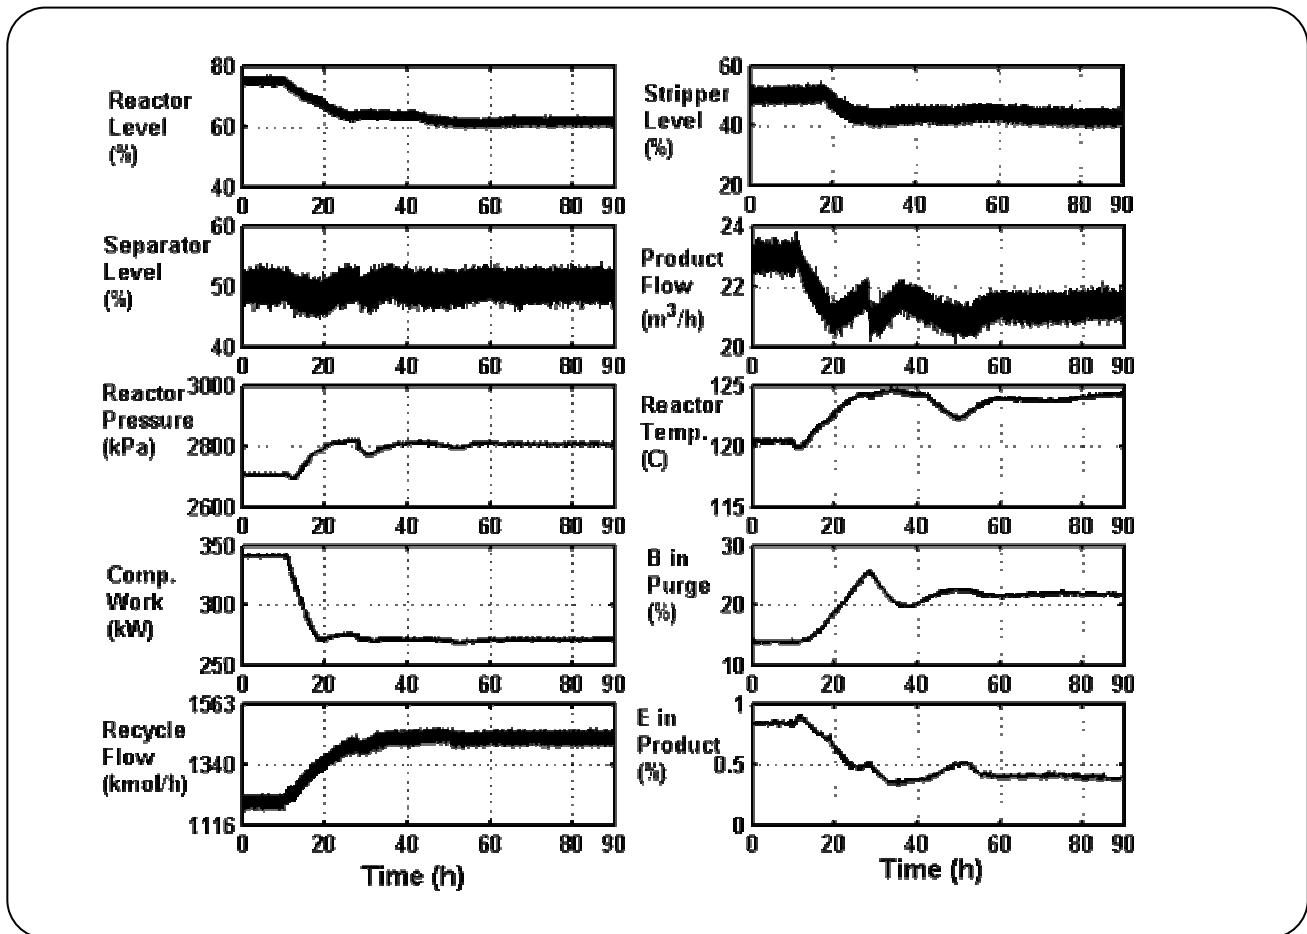 80
Reactor
Level
(%)
60
40
0 20 40 60 80 90
60
Stripper
Level
(%)
40
20
0 20 40 60 80 90
60
Separator
Level
(%)
50
40
0 20 40 60 80 90
24
Product
Flow
(m³/h)
22
20
0 20 40 60 80 90
3000
Reactor
Pressure
(kPa)
2800
2600
0 20 40 60 80 90
125
Reactor
Temp.
(C)
120
115
0 20 40 60 80 90
350
Comp.
Work
(kW)
300
250
0 20 40 60 80 90
30
B in
Purge
(%)
20
10
0 20 40 60 80 90
1563
Recycle
Flow
(kmol/h)
1340
1116
0 20 40 60 80 90
Time (h)
1
E in
Product
(%)
0.5
0
0 20 40 60 80 90
Time (h)